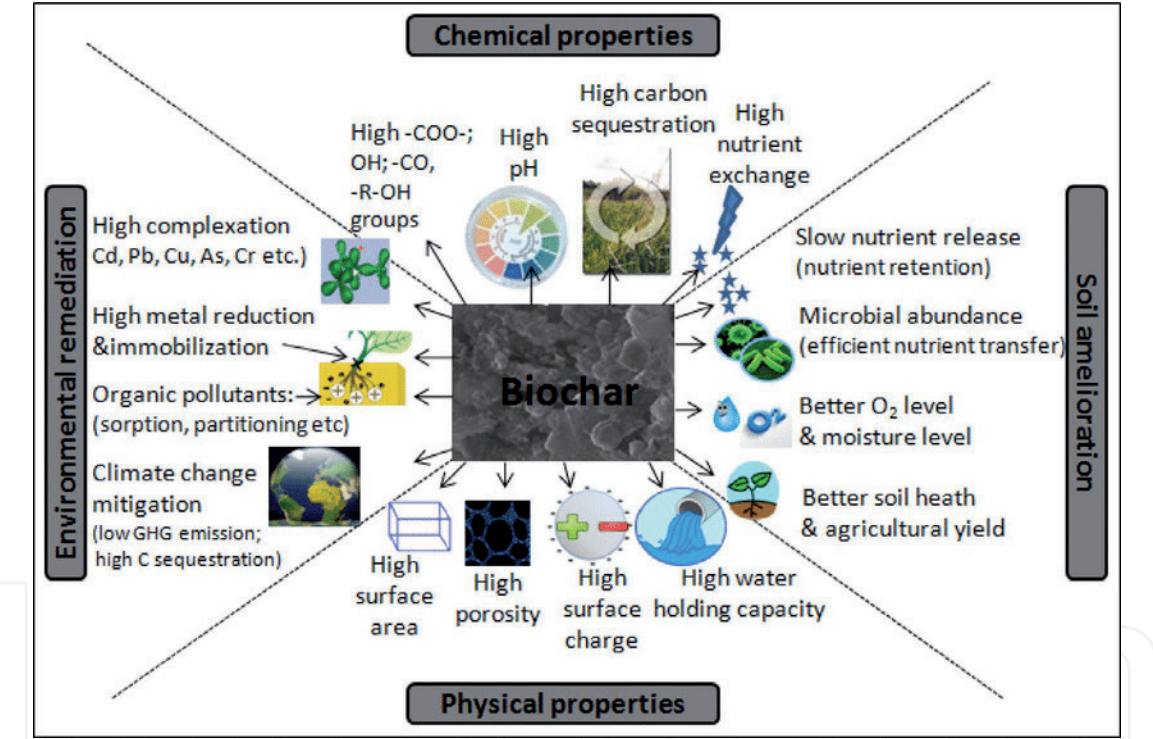 Chemical properties
High -COO-;
OH; -CO,
-R-OH
groups
High
pH
High carbon
sequestration
High
nutrient
exchange
Environmental remediation
High complexation
Cd, Pb, Cu, As, Cr etc.)
High metal reduction
&immobilization
Organic pollutants:
(sorption, partitioning etc)
Climate change
mitigation
(low GHG emission;
high C sequestration)
Biochar
Slow nutrient release
(nutrient retention)
Microbial abundance
(efficient nutrient transfer)
O2
Better O₂ level
& moisture level
Better soil heath
& agricultural yield
Soil amelioration
High
surface
area
High
porosity
High
surface
charge
High water
holding capacity
Physical properties